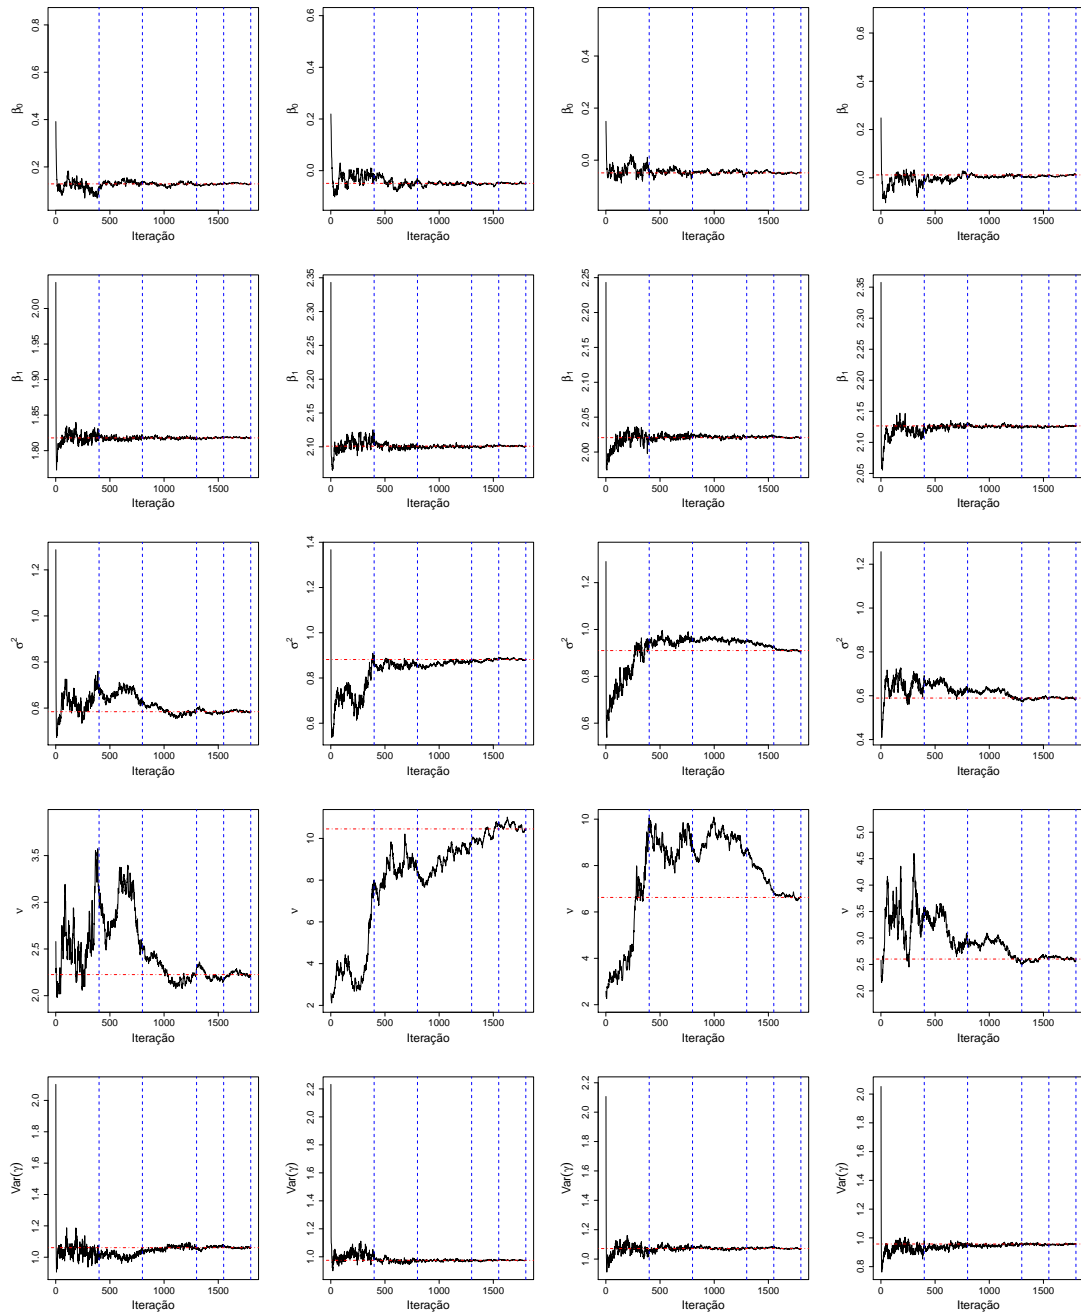 β₀
0.2 0.4 0.6 0.8
0 500 1000 1500
Iteração
β₀
0.0 0.2 0.4 0.6
0 500 1000 1500
Iteração
β₀
0.0 0.2 0.4
0 500 1000 1500
Iteração
β₀
0.0 0.2 0.4 0.6
0 500 1000 1500
Iteração
β₁
1.80 1.85 1.90 1.95 2.00
0 500 1000 1500
Iteração
β₁
2.10 2.15 2.20 2.25 2.30 2.35
0 500 1000 1500
Iteração
β₁
2.00 2.05 2.10 2.15 2.20 2.25
0 500 1000 1500
Iteração
β₁
2.05 2.10 2.15 2.20 2.25 2.30 2.35
0 500 1000 1500
Iteração
σ²
0.6 0.8 1.0 1.2
0 500 1000 1500
Iteração
σ²
0.6 0.8 1.0 1.2 1.4
0 500 1000 1500
Iteração
σ²
0.6 0.8 1.0 1.2
0 500 1000 1500
Iteração
σ²
0.4 0.6 0.8 1.0 1.2
0 500 1000 1500
Iteração
ν
2.0 2.5 3.0 3.5
0 500 1000 1500
Iteração
ν
2 4 6 8 10
0 500 1000 1500
Iteração
ν
2 4 6 8 10
0 500 1000 1500
Iteração
ν
2.0 2.5 3.0 3.5 4.0 4.5 5.0
0 500 1000 1500
Iteração
Var(γ)
1.0 1.2 1.4 1.6 1.8 2.0
0 500 1000 1500
Iteração
Var(γ)
1.0 1.2 1.4 1.6 1.8 2.0 2.2
0 500 1000 1500
Iteração
Var(γ)
1.0 1.2 1.4 1.6 1.8 2.0 2.2
0 500 1000 1500
Iteração
Var(γ)
0.8 1.0 1.2 1.4 1.6 1.8 2.0
0 500 1000 1500
Iteração